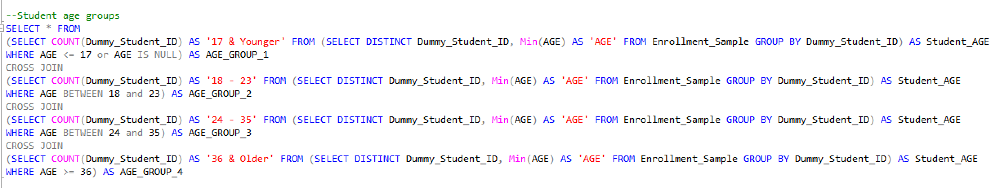 --Student age groups
SELECT * FROM
(SELECT COUNT(Dummy_Student_ID) AS '17 & Younger' FROM (SELECT DISTINCT Dummy_Student_ID, Min(AGE) AS 'AGE' FROM Enrollment_Sample GROUP BY Dummy_Student_ID) AS Student_AGE
WHERE AGE <= 17 or AGE IS NULL) AS AGE_GROUP_1
CROSS JOIN
(SELECT COUNT(Dummy_Student_ID) AS '18 - 23' FROM (SELECT DISTINCT Dummy_Student_ID, Min(AGE) AS 'AGE' FROM Enrollment_Sample GROUP BY Dummy_Student_ID) AS Student_AGE
WHERE AGE BETWEEN 18 and 23) AS AGE_GROUP_2
CROSS JOIN
(SELECT COUNT(Dummy_Student_ID) AS '24 - 35' FROM (SELECT DISTINCT Dummy_Student_ID, Min(AGE) AS 'AGE' FROM Enrollment_Sample GROUP BY Dummy_Student_ID) AS Student_AGE
WHERE AGE BETWEEN 24 and 35) AS AGE_GROUP_3
CROSS JOIN
(SELECT COUNT(Dummy_Student_ID) AS '36 & Older' FROM (SELECT DISTINCT Dummy_Student_ID, Min(AGE) AS 'AGE' FROM Enrollment_Sample GROUP BY Dummy_Student_ID) AS Student_AGE
WHERE AGE >= 36) AS AGE_GROUP_4